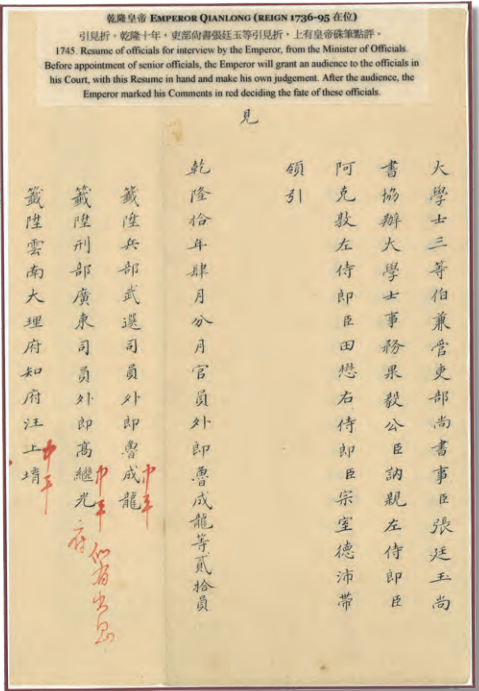 乾隆皇帝 EMPEROR QIANLONG (REIGN 1736-95 在位)
引見折。乾隆十年，吏部尚書張廷玉等引見折，上有皇帝硃筆點評。
1745. Resume of officials for interview by the Emperor, from the Minister of Officials.
Before appointment of senior officials, the Emperor will grant an audience to the officials in
his Court, with this Resume in hand and make his own judgement. After the audience, the
Emperor marked his Comments in red deciding the fate of these officials.
大學士三等伯兼管吏部尚書事臣張廷玉尚
書協辦大學士事務果毅公臣訥親左侍郎臣
阿克敦左侍郎臣田懋右侍郎臣宗室德沛帶
領引
見
乾隆拾年肆月分月官員外郎魯成龍等貳拾員
籤陞兵部武選司員外郎魯成龍
中平
籤陞刑部廣東司員外郎高繼光
中平
似有出息
府
籤陞雲南大理府知府汪上堉
中平